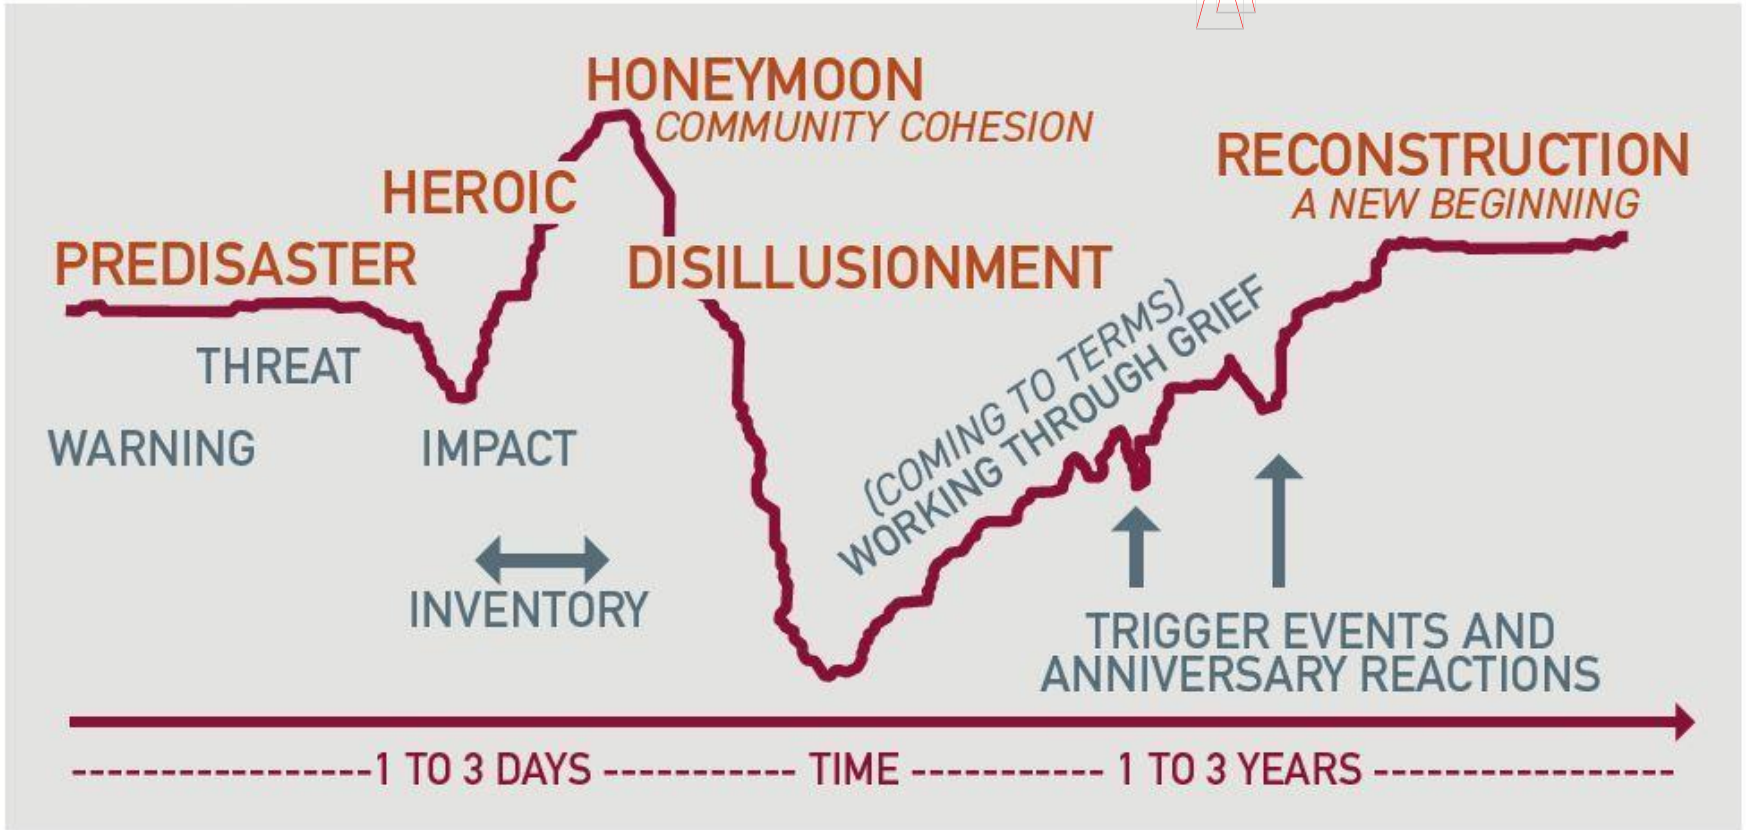 HONEYMOON
COMMUNITY COHESION
RECONSTRUCTION
A NEW BEGINNING
HEROIC
PREDISASTER
DISILLUSIONMENT
(COMING TO TERMS)
WORKING THROUGH GRIEF
THREAT
WARNING
IMPACT
INVENTORY
TRIGGER EVENTS AND
ANNIVERSARY REACTIONS
1 TO 3 DAYS
TIME
1 TO 3 YEARS